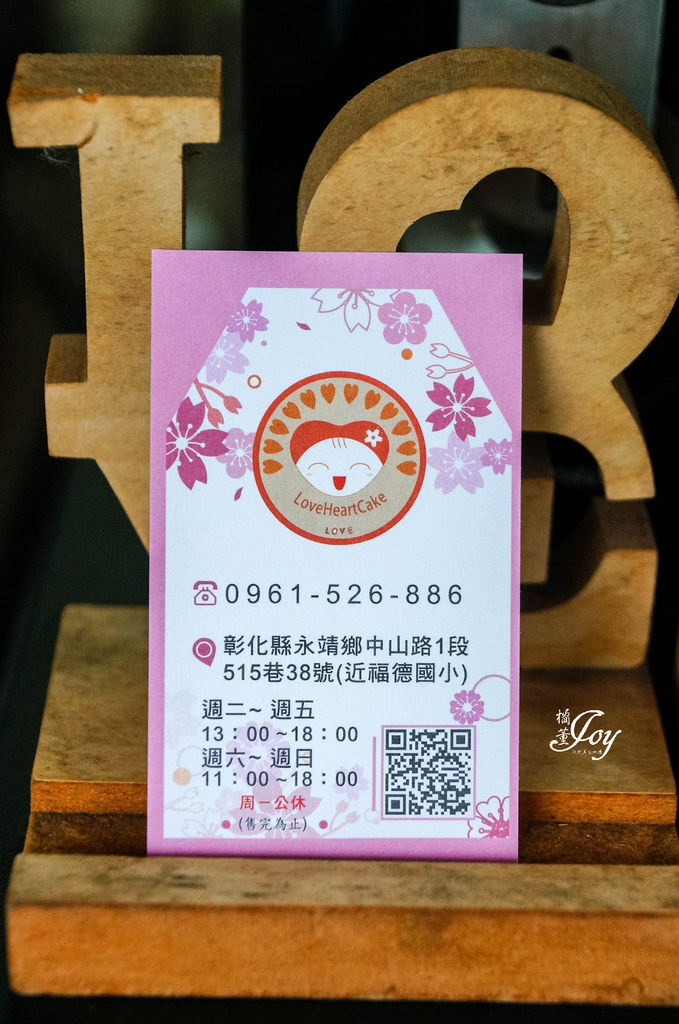 LoveHeartCake
LOVE
0961-526-886
彰化縣永靖鄉中山路1段
515巷38號(近福德國小)
週二~ 週五
13：00~18：00
週六~ 週日
11：00~18：00
周一公休
•(售完為止)•
橘董Joy